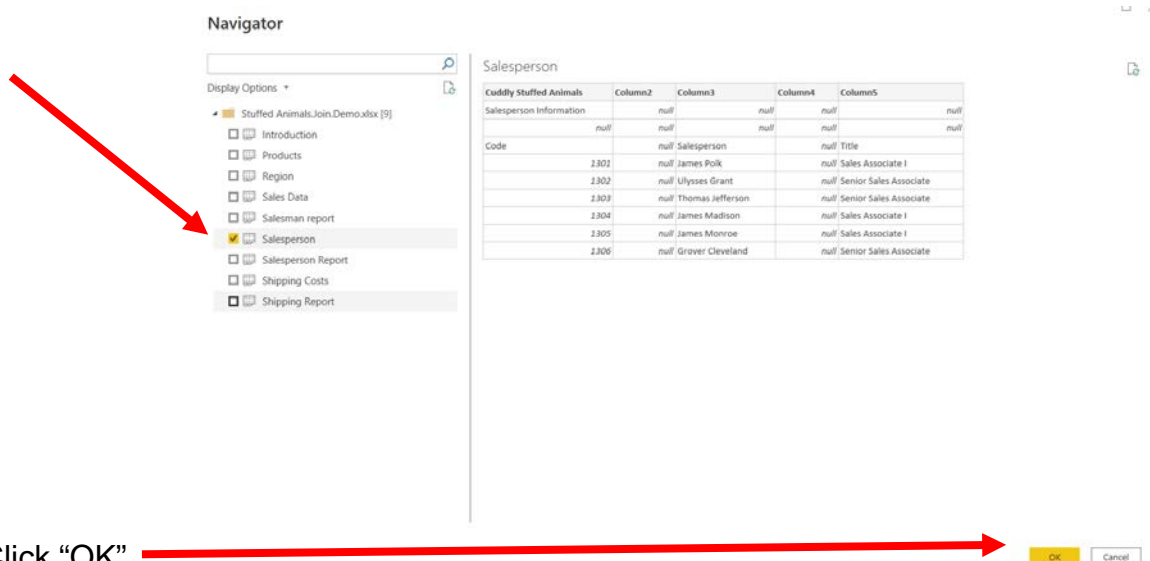 Navigator
Display Options
Stuffed Animals.Join.Demo.xlsx [9]
Introduction
Products
Region
Sales Data
Salesman report
Salesperson
Salesperson Report
Shipping Costs
Shipping Report
Salesperson
Cuddly Stuffed Animals Column2 Column3 Column4 Column5
Salesperson Information null null null null
null null null null null
Code null Salesperson null Title
1301 null James Polk null Sales Associate I
1302 null Ulysses Grant null Senior Sales Associate
1303 null Thomas Jefferson null Senior Sales Associate
1304 null James Madison null Sales Associate I
1305 null James Monroe null Sales Associate I
1306 null Grover Cleveland null Senior Sales Associate
Click “OK”
OK Cancel